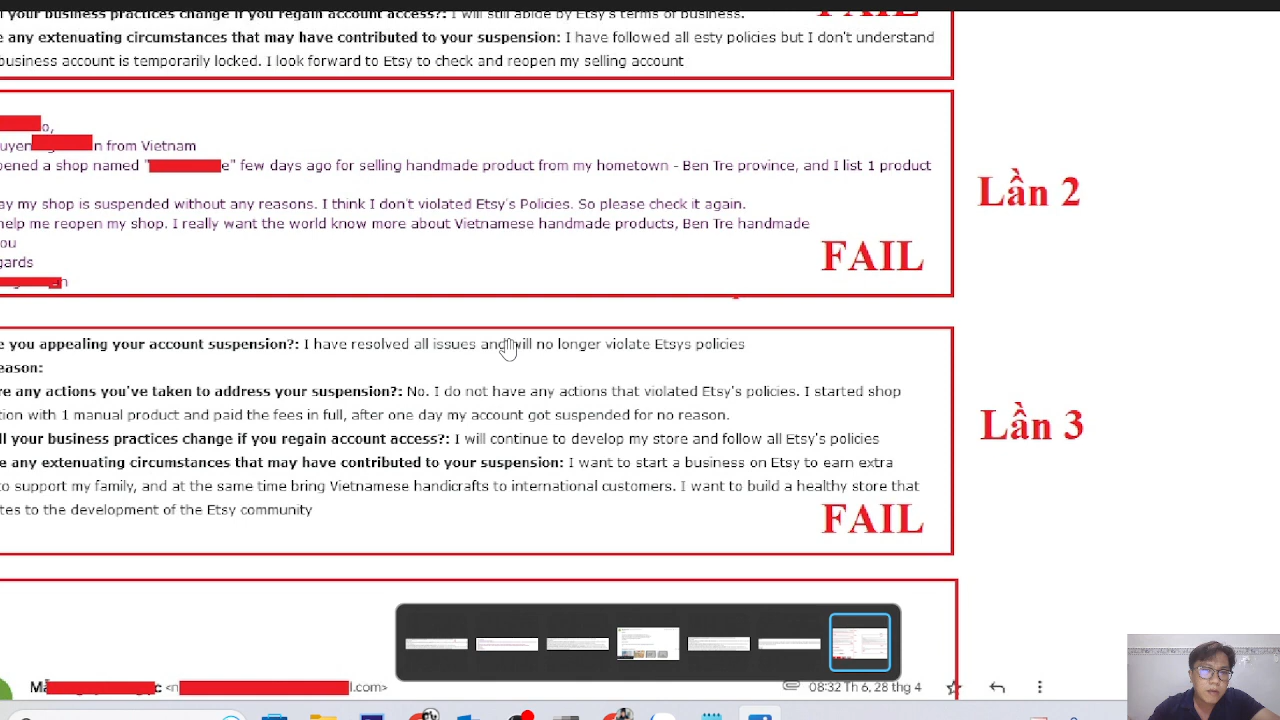 your business practices change if you regain account access?: I will still abide by Etsy's terms of business.
FAIL
e any extenuating circumstances that may have contributed to your suspension: I have followed all esty policies but I don't understand
business account is temporarily locked. I look forward to Etsy to check and reopen my selling account
o,
uyen n from Vietnam
pened a shop named " e" few days ago for selling handmade product from my hometown - Ben Tre province, and I list 1 product
ay my shop is suspended without any reasons. I think I don't violated Etsy's Policies. So please check it again.
help me reopen my shop. I really want the world know more about Vietnamese handmade products, Ben Tre handmade
ou
gards
n
FAIL
Lần 2
e you appealing your account suspension?: I have resolved all issues and will no longer violate Etsys policies
eason:
re any actions you've taken to address your suspension?: No. I do not have any actions that violated Etsy's policies. I started shop
tion with 1 manual product and paid the fees in full, after one day my account got suspended for no reason.
ll your business practices change if you regain account access?: I will continue to develop my store and follow all Etsy's policies
e any extenuating circumstances that may have contributed to your suspension: I want to start a business on Etsy to earn extra
to support my family, and at the same time bring Vietnamese handicrafts to international customers. I want to build a healthy store that
tes to the development of the Etsy community
FAIL
Lần 3
c <n l.com>
08:32 Th 6, 28 thg 4